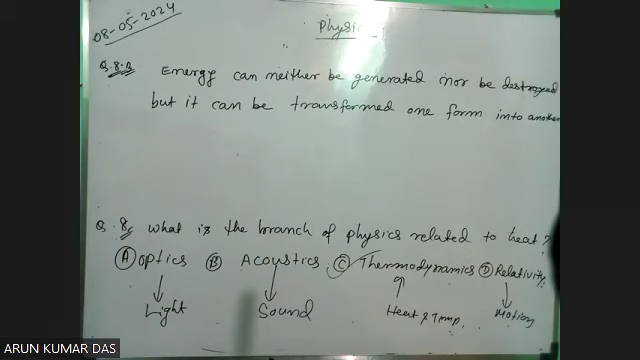 08-05-2024
Physics
Q.8.B Energy can neither be generated nor be destroyed
but it can be transformed one form into another
Q.8. What is the branch of physics related to heat?
(A) Optics (B) Acoustics (C) Thermodynamics (D) Relativity
Light Sound Heat & Temp. Motion
ARUN KUMAR DAS